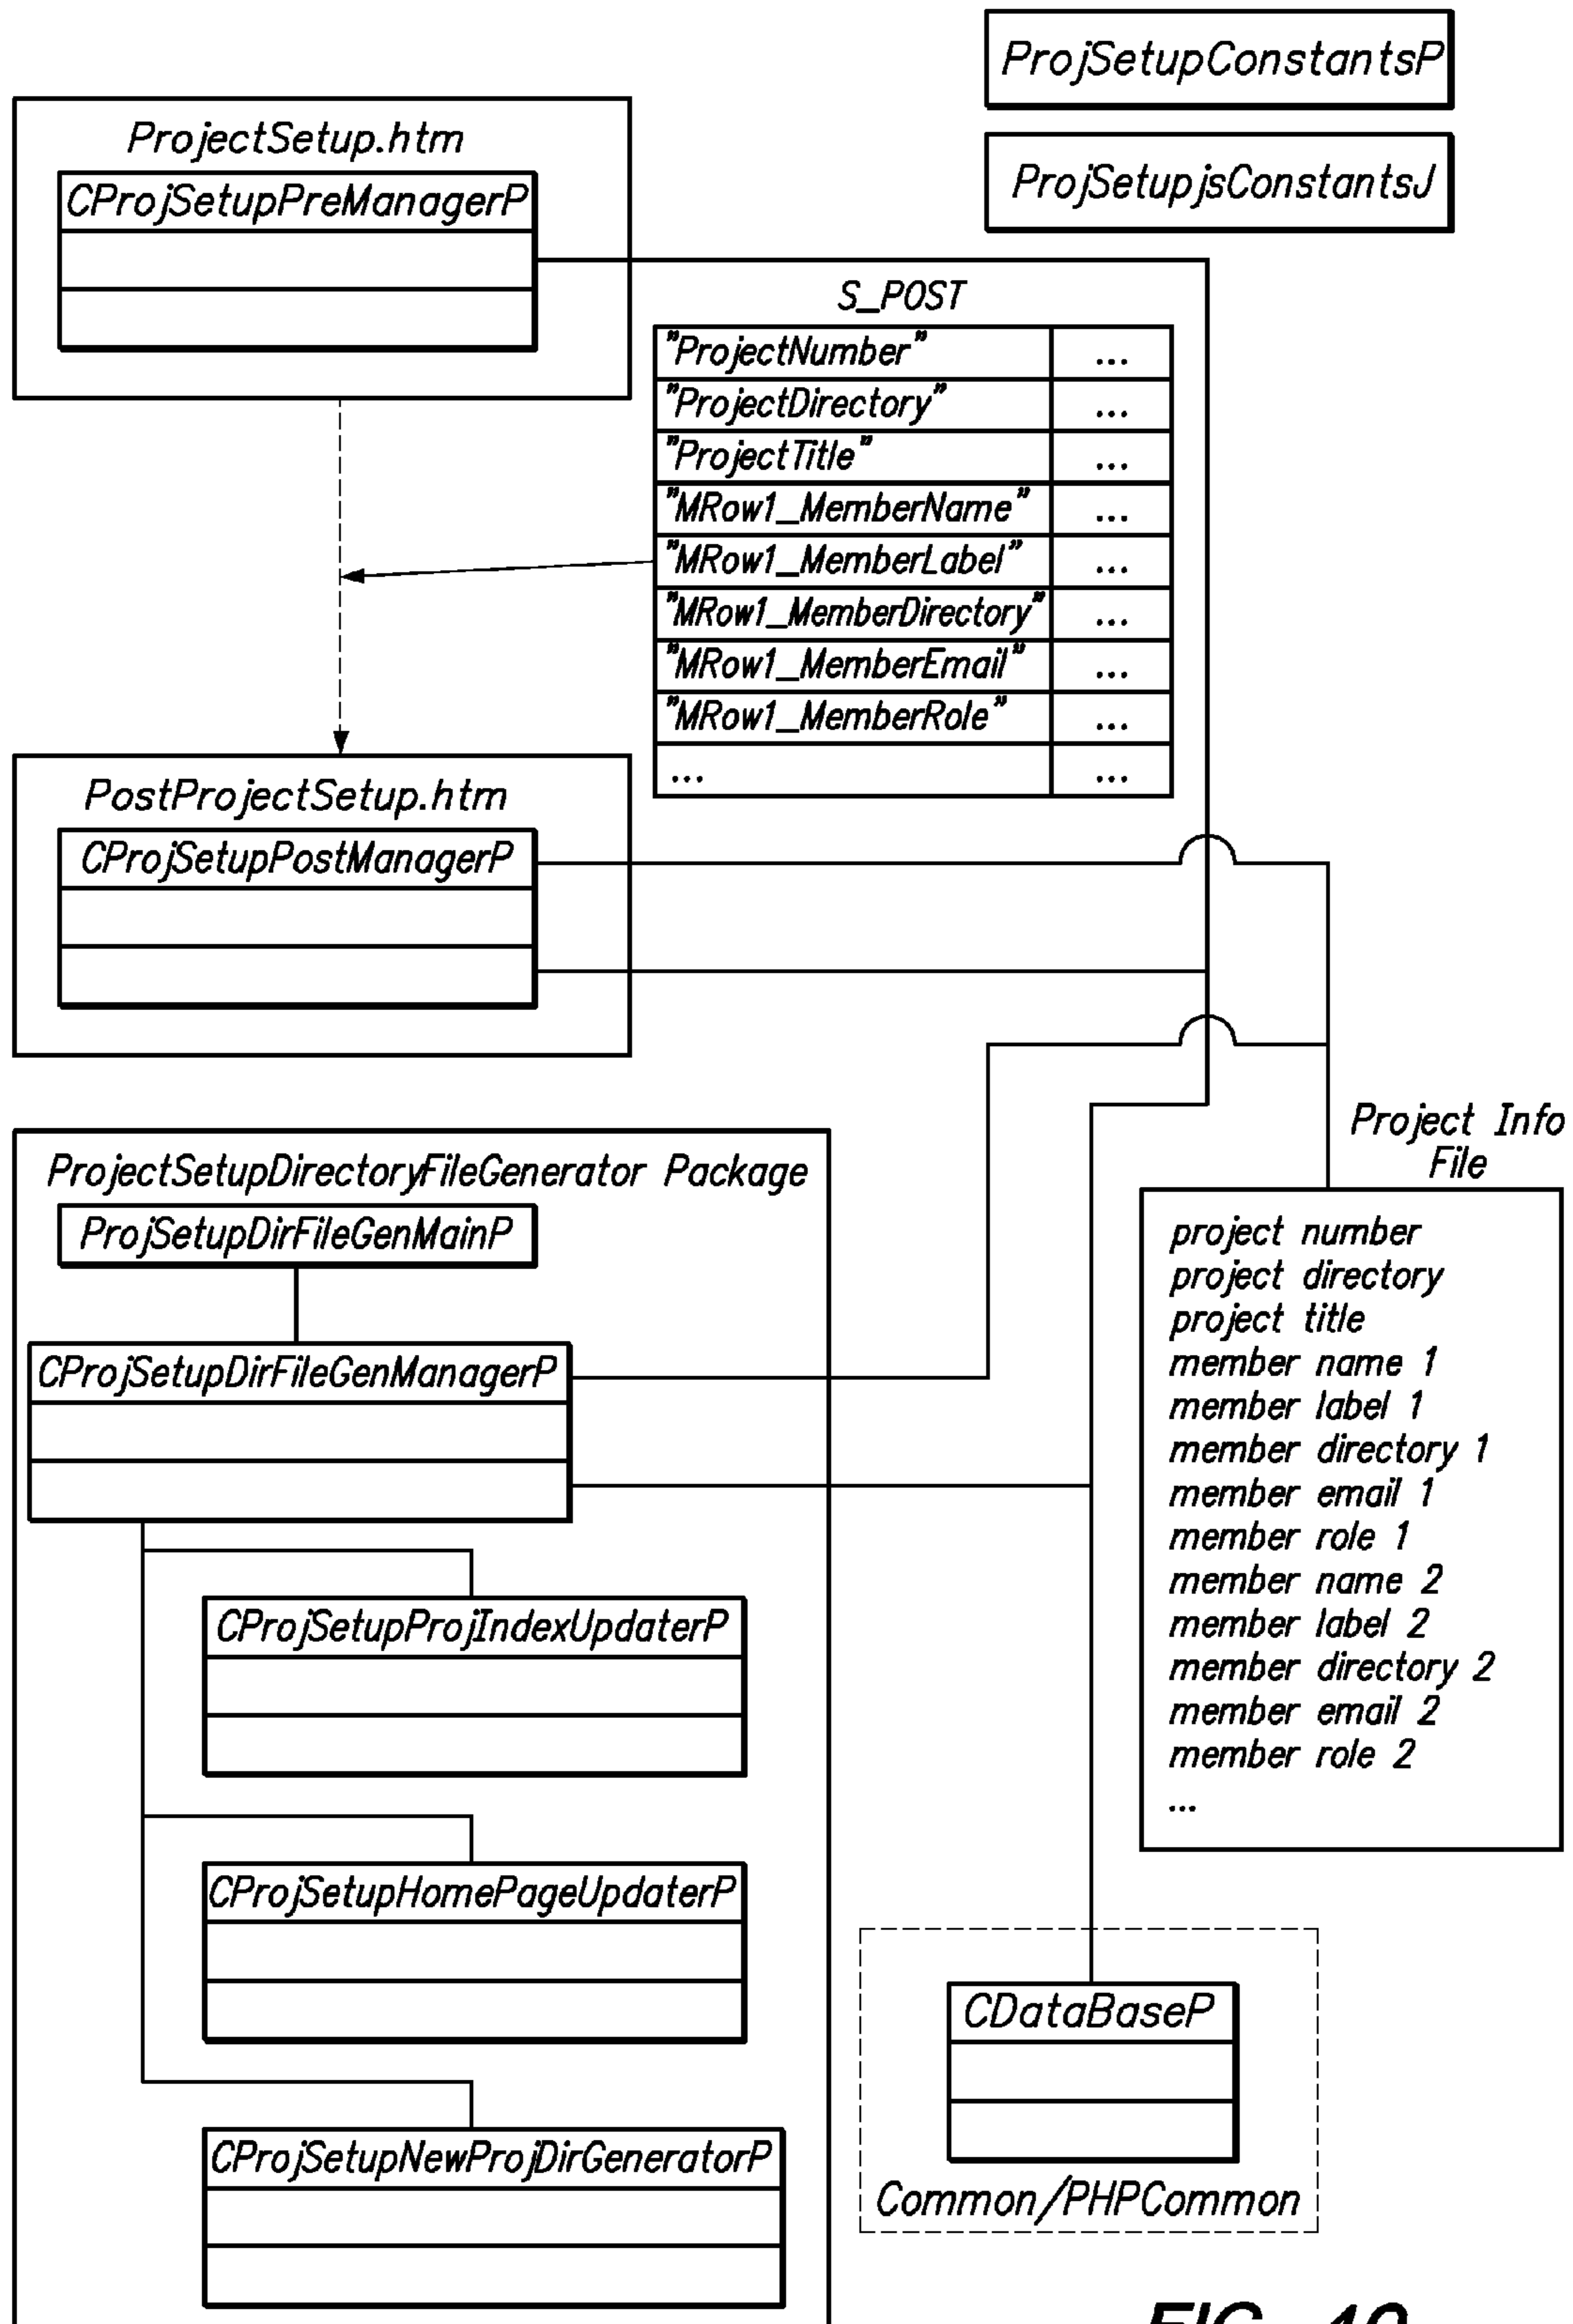 ProjSetupConstantsP
ProjSetupjsConstantsJ
ProjectSetup.htm
CProjSetupPreManagerP
S_POST
"ProjectNumber" ...
"ProjectDirectory" ...
"ProjectTitle" ...
"MRow1_MemberName" ...
"MRow1_MemberLabel" ...
"MRow1_MemberDirectory" ...
"MRow1_MemberEmail" ...
"MRow1_MemberRole" ...
... ...
PostProjectSetup.htm
CProjSetupPostManagerP
Project Info
File
project number
project directory
project title
member name 1
member label 1
member directory 1
member email 1
member role 1
member name 2
member label 2
member directory 2
member email 2
member role 2
...
ProjectSetupDirectoryFileGenerator Package
ProjSetupDirFileGenMainP
CProjSetupDirFileGenManagerP
CProjSetupProjIndexUpdaterP
CProjSetupHomePageUpdaterP
CProjSetupNewProjDirGeneratorP
CDataBaseP
Common/PHPCommon